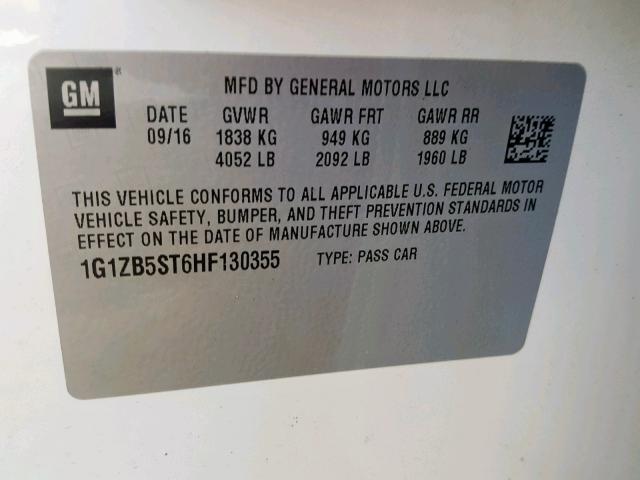 GM
MFD BY GENERAL MOTORS LLC
DATE GVWR GAWR FRT GAWR RR
09/16 1838 KG 949 KG 889 KG
4052 LB 2092 LB 1960 LB
THIS VEHICLE CONFORMS TO ALL APPLICABLE U.S. FEDERAL MOTOR
VEHICLE SAFETY, BUMPER, AND THEFT PREVENTION STANDARDS IN
EFFECT ON THE DATE OF MANUFACTURE SHOWN ABOVE.
1G1ZB5ST6HF130355 TYPE: PASS CAR